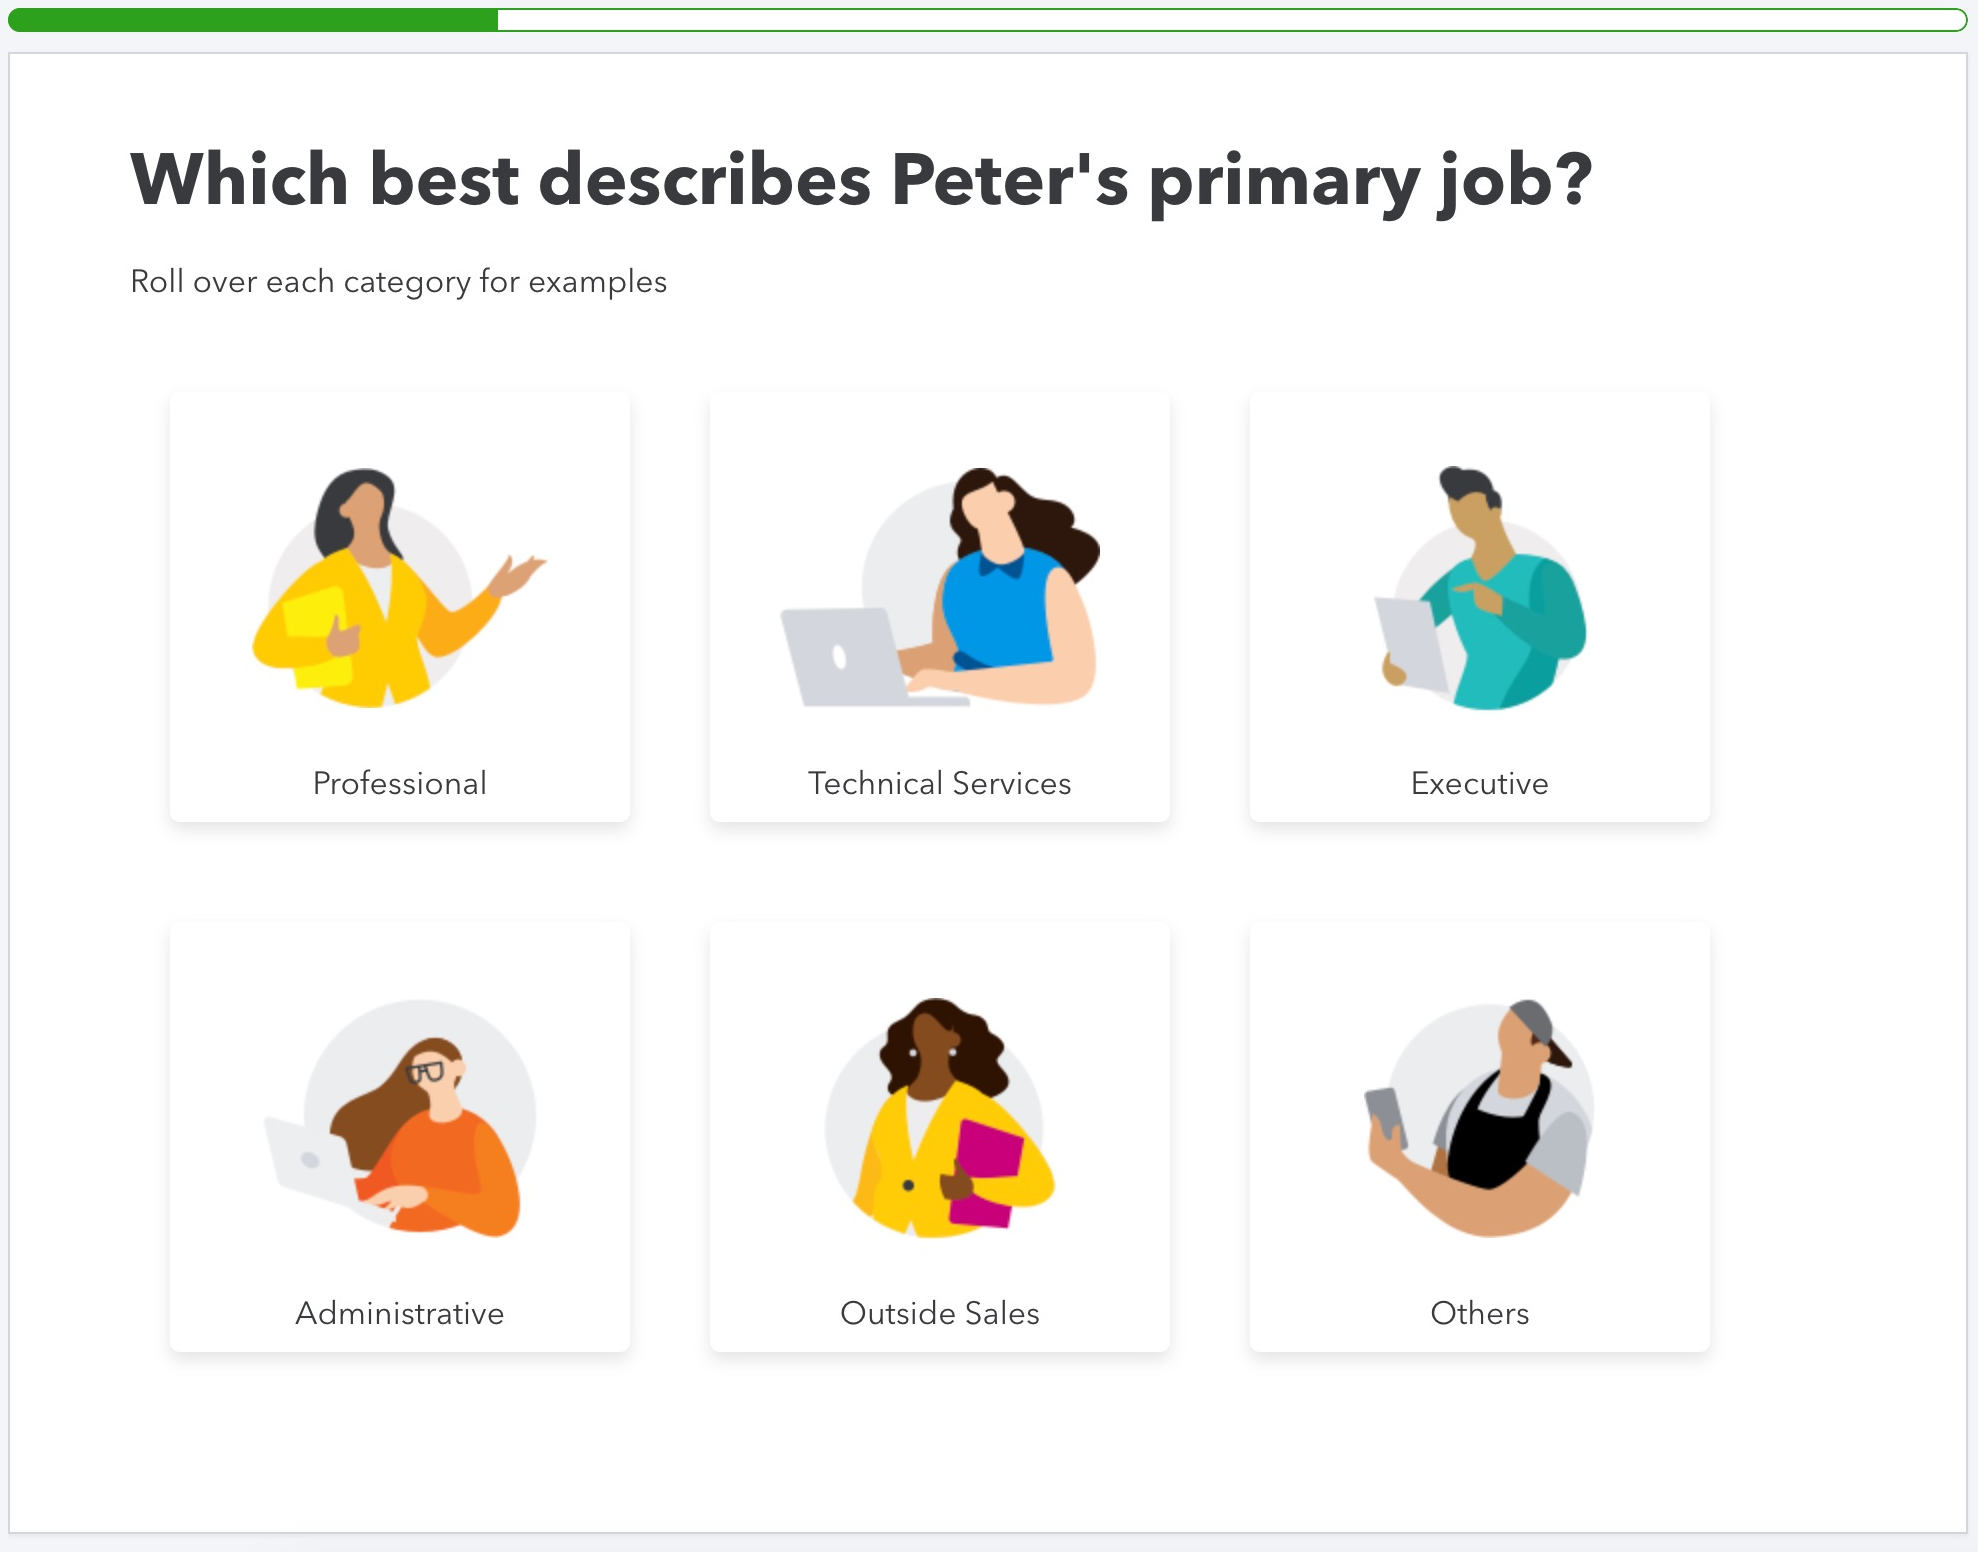 Which best describes Peter's primary job?
Roll over each category for examples
Professional
Technical Services
Executive
Administrative
Outside Sales
Others